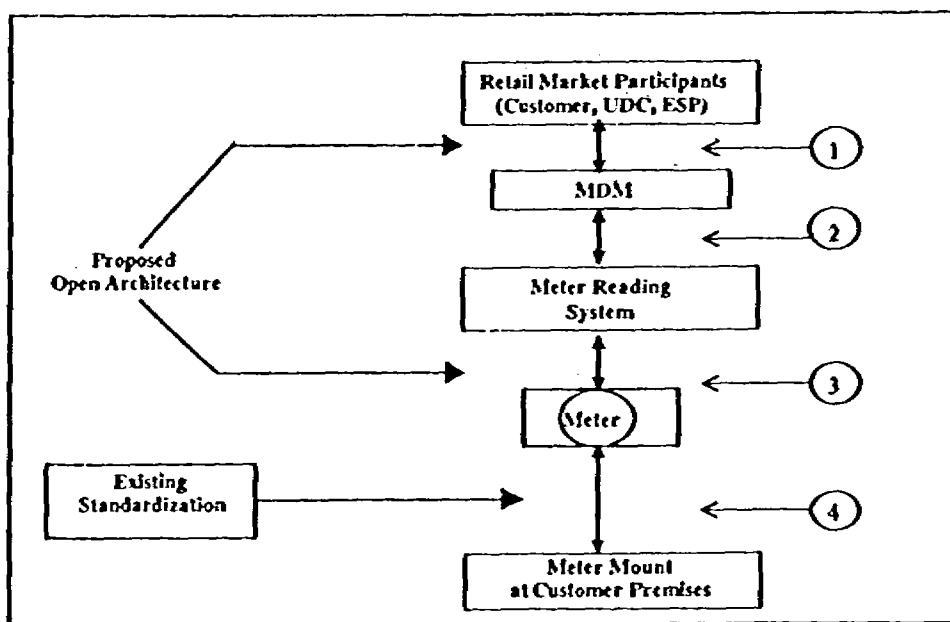 Retail Market Participants
(Customer, UDC, ESP)
1
MDM
2
Proposed
Open Architecture
Meter Reading
System
3
Meter
Existing
Standardization
4
Meter Mount
at Customer Premises